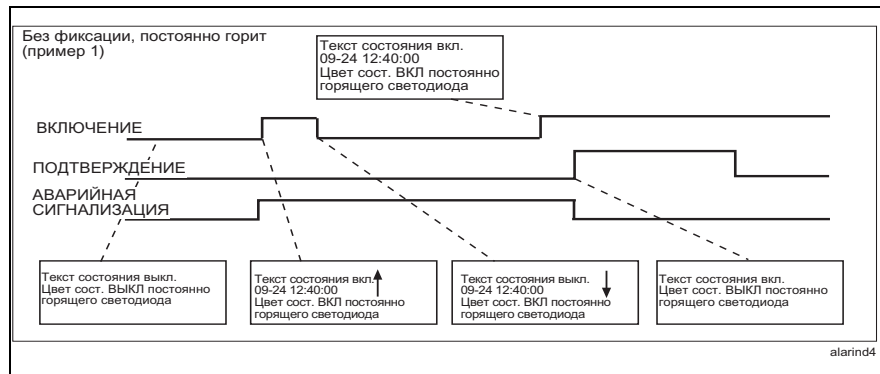 Без фиксации, постоянно горит
(пример 1)
Текст состояния вкл.
09-24 12:40:00
Цвет сост. ВКЛ постоянно
горящего светодиода
ВКЛЮЧЕНИЕ
ПОДТВЕРЖДЕНИЕ
АВАРИЙНАЯ
СИГНАЛИЗАЦИЯ
Текст состояния выкл.
Цвет сост. ВЫКЛ постоянно
горящего светодиода
Текст состояния вкл.
09-24 12:40:00
Цвет сост. ВКЛ постоянно
горящего светодиода
Текст состояния выкл.
09-24 12:40:00
Цвет сост. ВКЛ постоянно
горящего светодиода
Текст состояния вкл.
Цвет сост. ВЫКЛ постоянно
горящего светодиода
alarind4